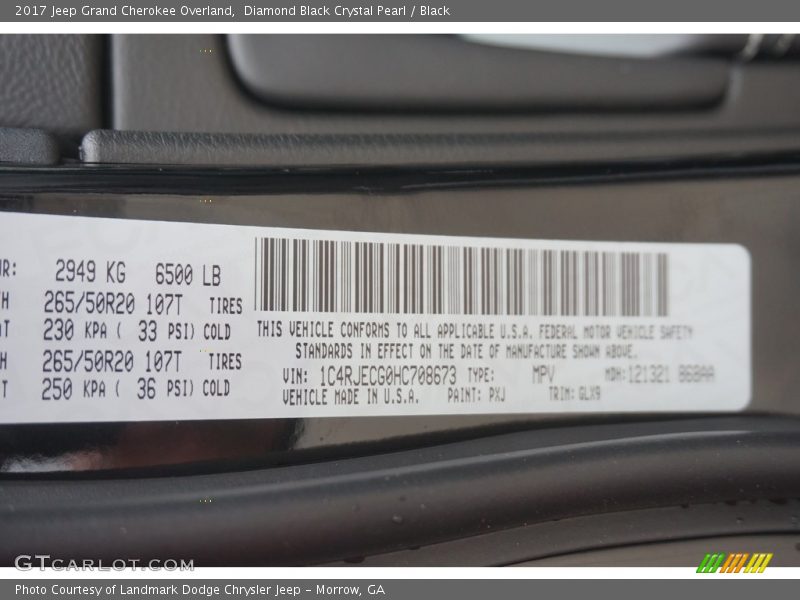 2017 Jeep Grand Cherokee Overland,  Diamond Black Crystal Pearl / Black
2949 KG 6500 LB
265/50R20 107T TIRES
230 KPA ( 33 PSI) COLD
265/50R20 107T TIRES
250 KPA ( 36 PSI) COLD
THIS VEHICLE CONFORMS TO ALL APPLICABLE U.S.A. FEDERAL MOTOR VEHICLE SAFETY
STANDARDS IN EFFECT ON THE DATE OF MANUFACTURE SHOWN ABOVE.
VIN: 1C4RJECG0HC708673 TYPE: MPV MDH: 121321 868AA
VEHICLE MADE IN U.S.A. PAINT: PXJ TRIM: GLX9
GTcarlot.com
Photo Courtesy of Landmark Dodge Chrysler Jeep – Morrow, GA